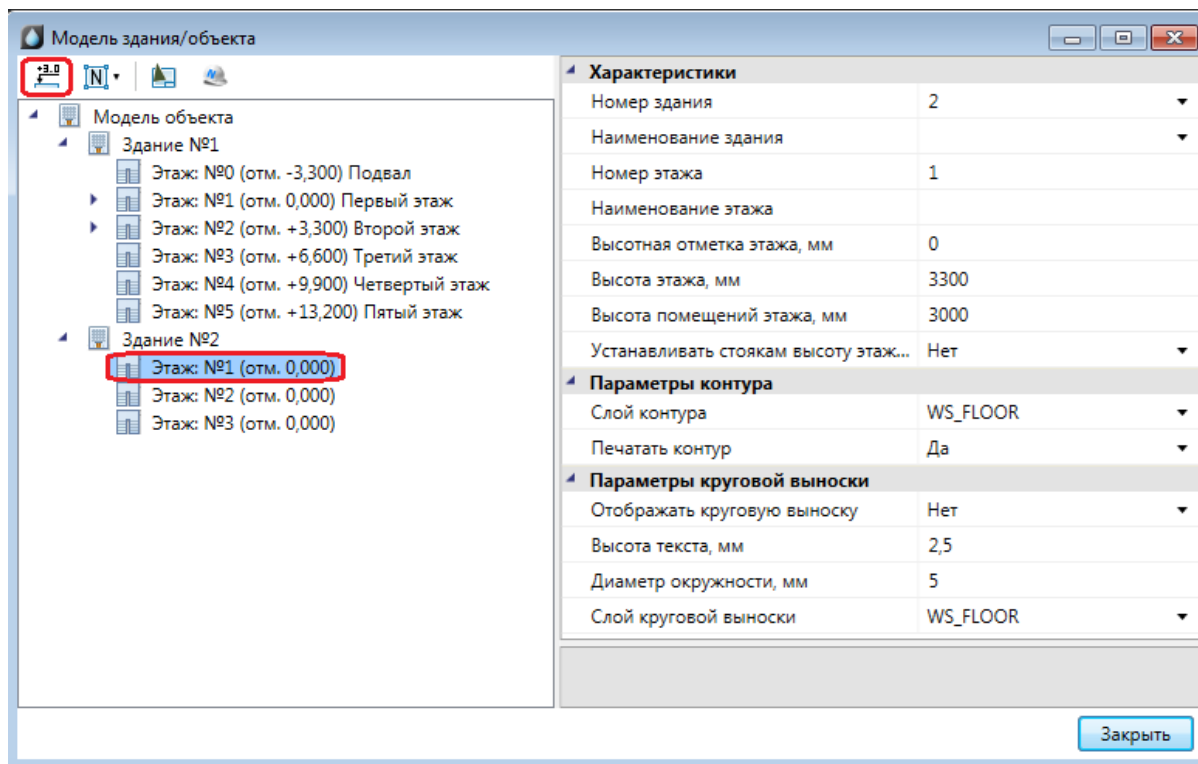 Модель здания/объекта
+3.0
N
Модель объекта
Здание №1
Этаж: №0 (отм. -3,300) Подвал
Этаж: №1 (отм. 0,000) Первый этаж
Этаж: №2 (отм. +3,300) Второй этаж
Этаж: №3 (отм. +6,600) Третий этаж
Этаж: №4 (отм. +9,900) Четвертый этаж
Этаж: №5 (отм. +13,200) Пятый этаж
Здание №2
Этаж: №1 (отм. 0,000)
Этаж: №2 (отм. 0,000)
Этаж: №3 (отм. 0,000)
Характеристики
Номер здания 2
Наименование здания
Номер этажа 1
Наименование этажа
Высотная отметка этажа, мм 0
Высота этажа, мм 3300
Высота помещений этажа, мм 3000
Устанавливать стоякам высоту этаж... Нет
Параметры контура
Слой контура WS_FLOOR
Печатать контур Да
Параметры круговой выноски
Отображать круговую выноску Нет
Высота текста, мм 2,5
Диаметр окружности, мм 5
Слой круговой выноски WS_FLOOR
Закрыть